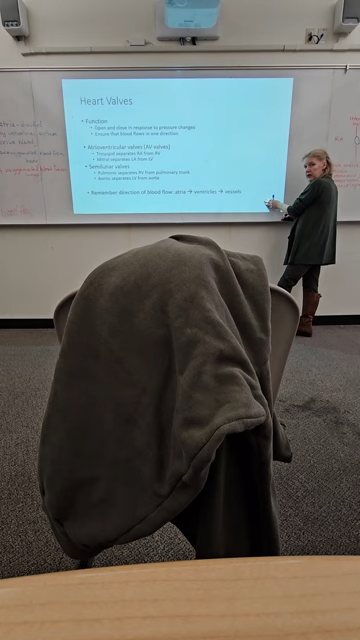 Heart Valves
• Function
• Open and close in response to pressure changes
• Ensure that blood flows in one direction
• Atrioventricular valves (AV valves)
• Tricuspid separates RA from RV
• Mitral separates LA from LV
• Semilunar valves
• Pulmonic separates RV from pulmonary trunk
• Aortic separates LV from aorta
• Remember direction of blood flow: atria → ventricles → vessels
RA